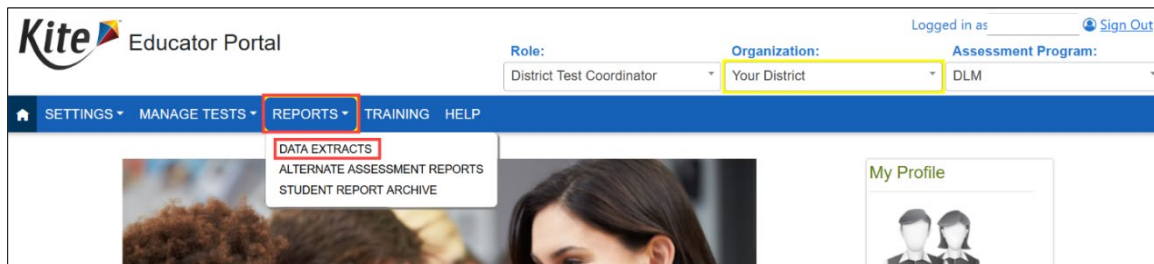 Kite Educator Portal
Logged in as Sign Out
Role: Organization: Assessment Program:
District Test Coordinator Your District DLM
SETTINGS MANAGE TESTS REPORTS TRAINING HELP
DATA EXTRACTS
ALTERNATE ASSESSMENT REPORTS
STUDENT REPORT ARCHIVE
My Profile